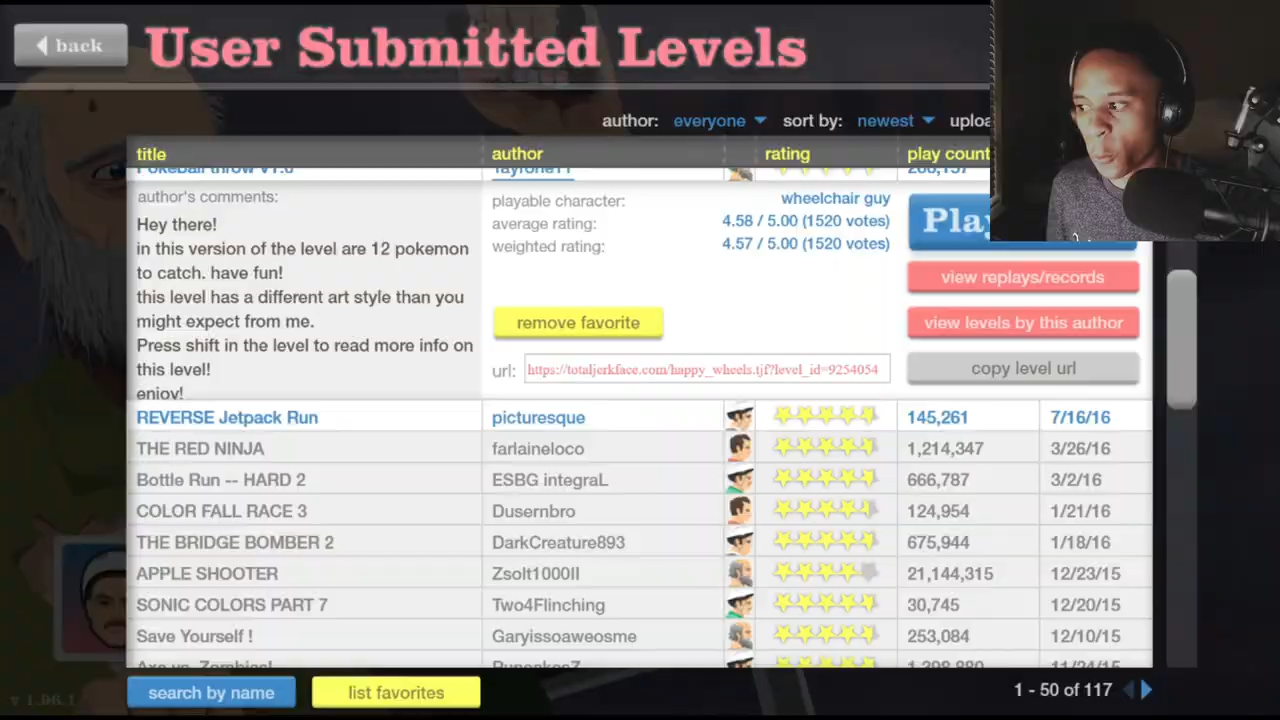 back
User Submitted Levels
author: everyone sort by: newest
title author rating play count
author's comments:
Hey there!
in this version of the level are 12 pokemon
to catch. have fun!
this level has a different art style than you
might expect from me.
Press shift in the level to read more info on
this level!
enjoy!
playable character: wheelchair guy
average rating: 4.58 / 5.00 (1520 votes)
weighted rating: 4.57 / 5.00 (1520 votes)
remove favorite
url: https://totaljerkface.com/happy_wheels.tjf?level_id=9254054
view replays/records
view levels by this author
copy level url
REVERSE Jetpack Run picturesque 145,261 7/16/16
THE RED NINJA farlaineloco 1,214,347 3/26/16
Bottle Run -- HARD 2 ESBG integraL 666,787 3/2/16
COLOR FALL RACE 3 Dusernbro 124,954 1/21/16
THE BRIDGE BOMBER 2 DarkCreature893 675,944 1/18/16
APPLE SHOOTER Zsolt1000II 21,144,315 12/23/15
SONIC COLORS PART 7 Two4Flinching 30,745 12/20/15
Save Yourself ! Garyissoaweosme 253,084 12/10/15
search by name
list favorites
1 - 50 of 117